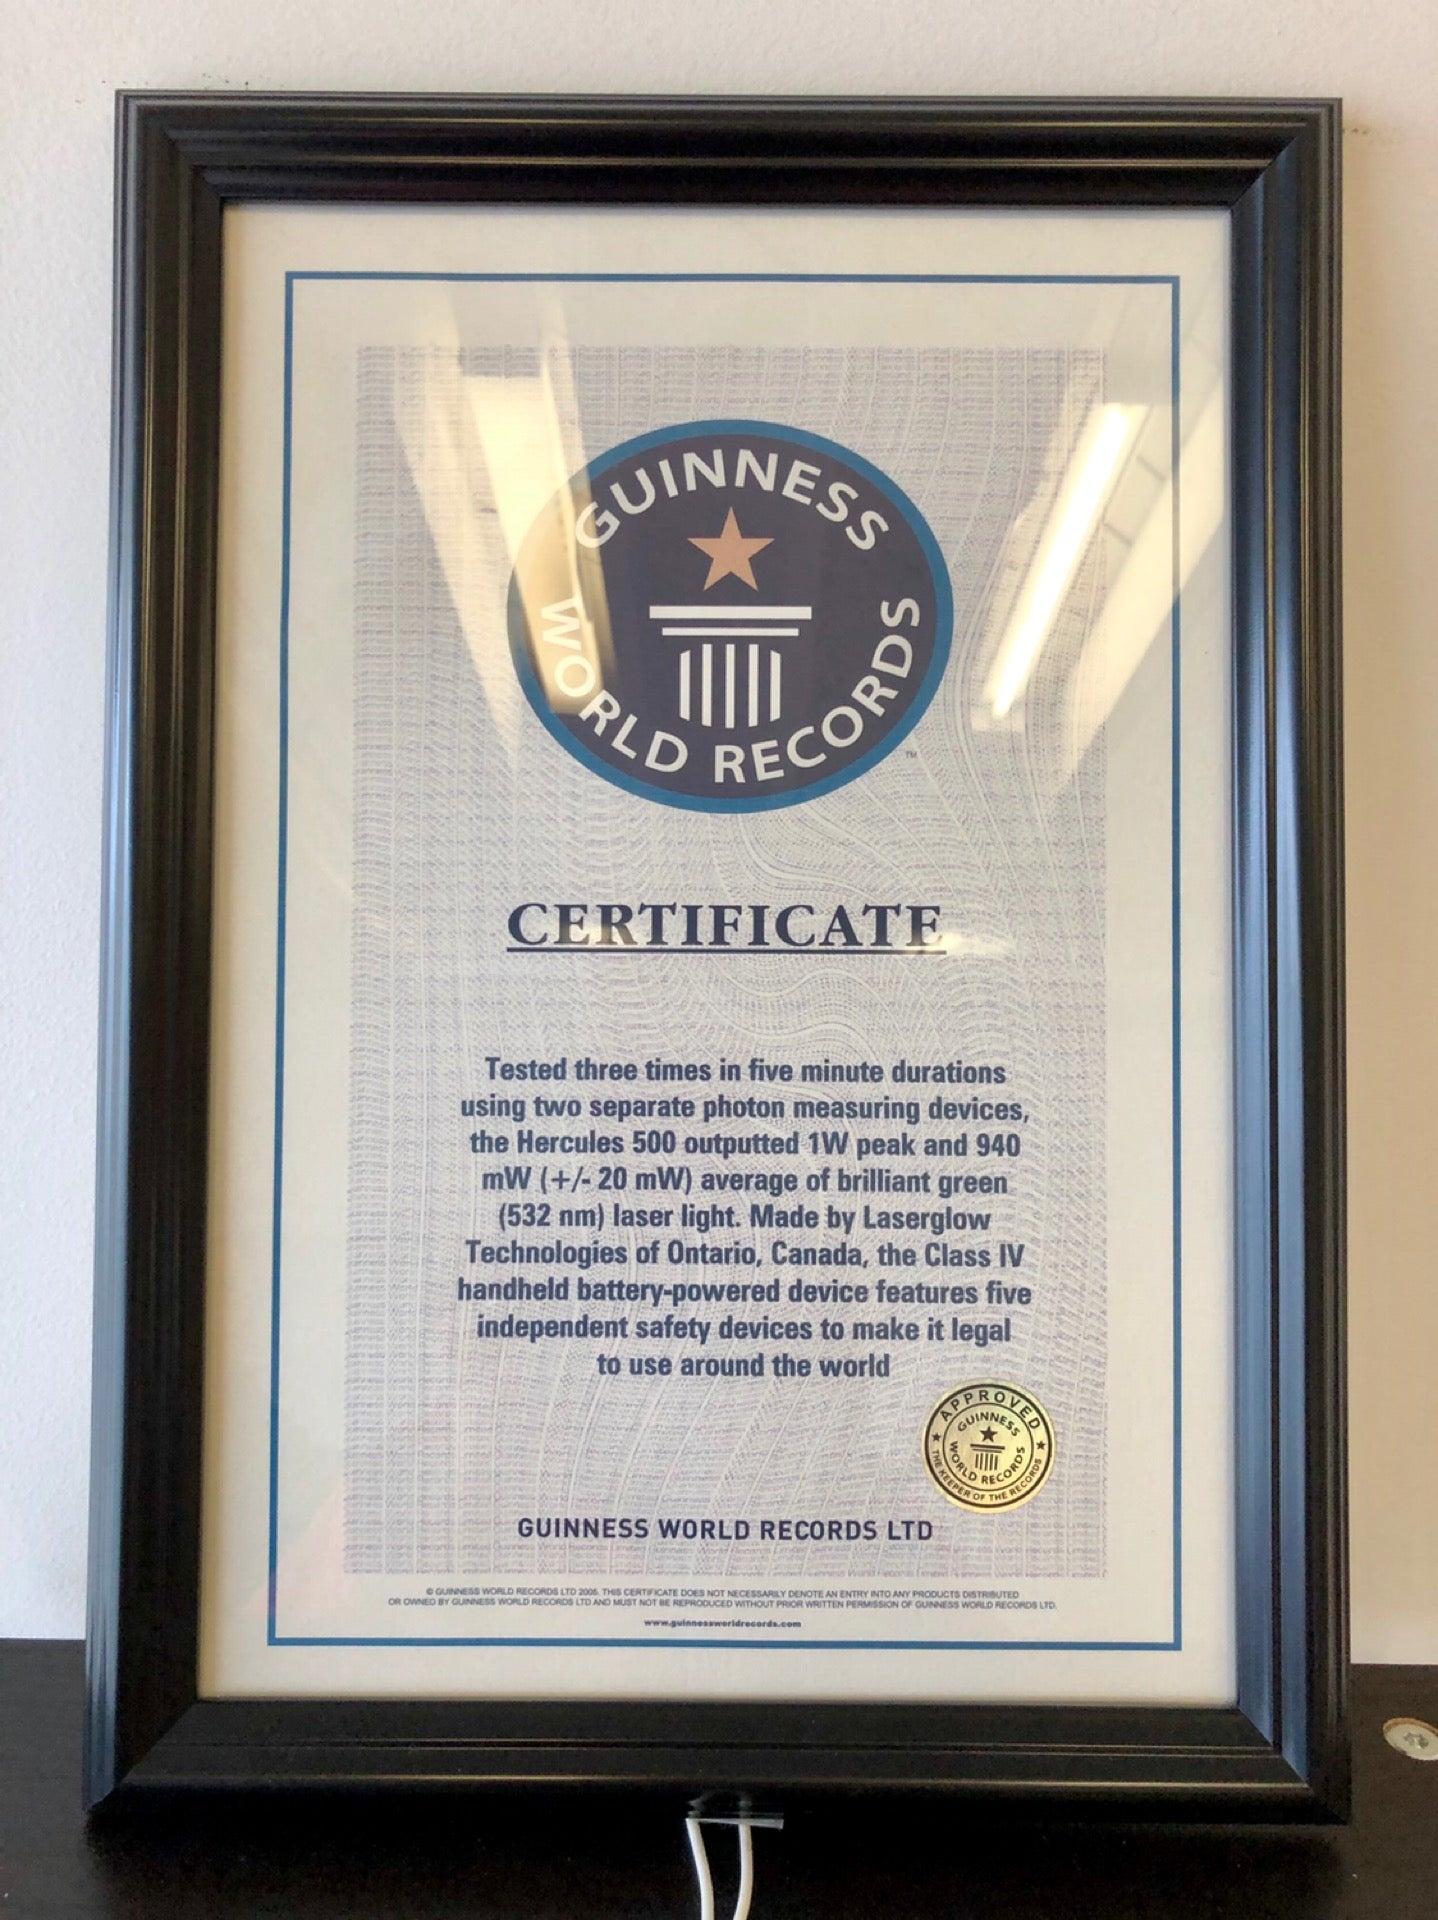 GUINNESS
WORLD RECORDS
™
CERTIFICATE
Tested three times in five minute durations
using two separate photon measuring devices,
the Hercules 500 outputted 1W peak and 940
mW (+/- 20 mW) average of brilliant green
(532 nm) laser light. Made by Laserglow
Technologies of Ontario, Canada, the Class IV
handheld battery-powered device features five
independent safety devices to make it legal
to use around the world
APPROVED
GUINNESS
WORLD RECORDS
THE KEEPER OF THE RECORDS
GUINNESS WORLD RECORDS LTD
© GUINNESS WORLD RECORDS LTD 2005. THIS CERTIFICATE DOES NOT NECESSARILY DENOTE AN ENTRY INTO ANY PRODUCTS DISTRIBUTED
OR OWNED BY GUINNESS WORLD RECORDS LTD AND MUST NOT BE REPRODUCED WITHOUT PRIOR WRITTEN PERMISSION OF GUINNESS WORLD RECORDS LTD.
www.guinnessworldrecords.com